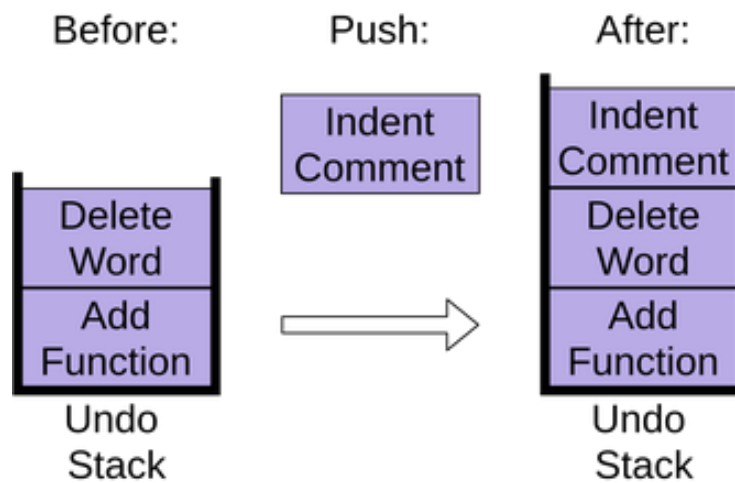 Before:
Push:
After:
Delete
Word
Add
Function
Undo
Stack
Indent
Comment
Indent
Comment
Delete
Word
Add
Function
Undo
Stack